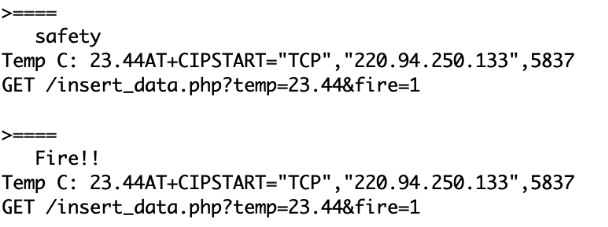 >====
safety
Temp C: 23.44AT+CIPSTART="TCP","220.94.250.133",5837
GET /insert_data.php?temp=23.44&fire=1
>====
Fire!!
Temp C: 23.44AT+CIPSTART="TCP","220.94.250.133",5837
GET /insert_data.php?temp=23.44&fire=1